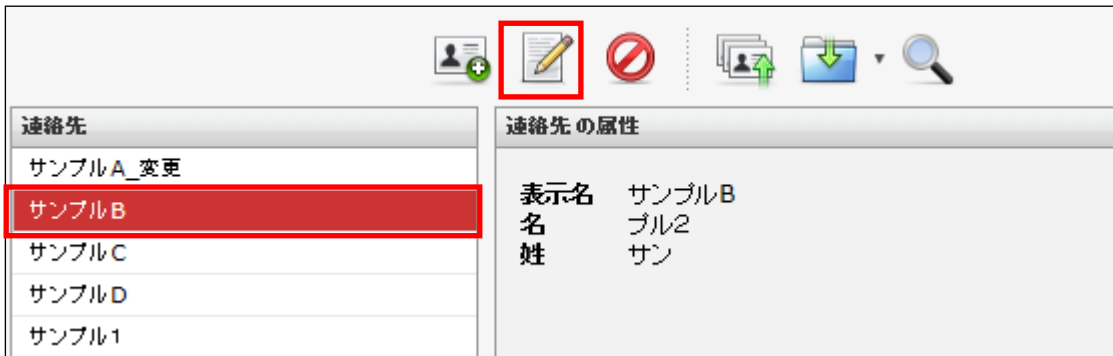 連絡先
サンプルA_変更
サンプルB
サンプルC
サンプルD
サンプル1
連絡先の属性
表示名 サンプルB
名 プル2
姓 サン